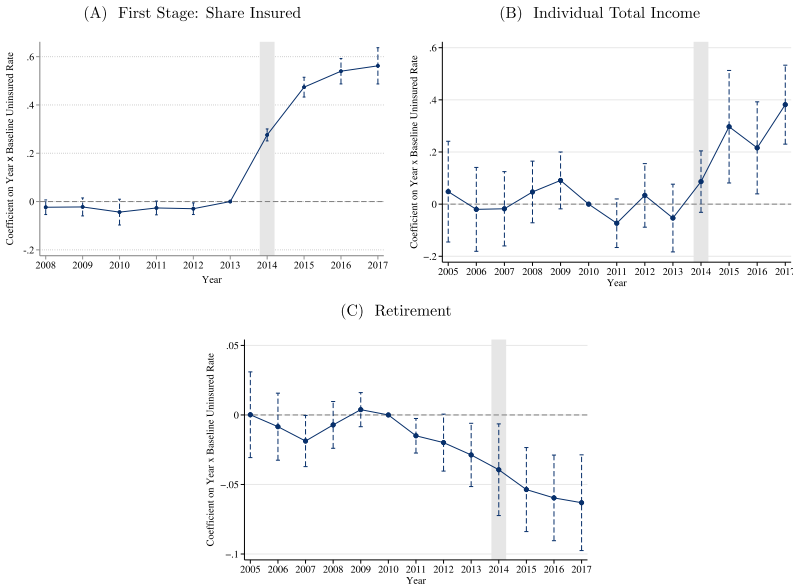 (A) First Stage: Share Insured
Coefficient on Year x Baseline Uninsured Rate
.6
.4
.2
0
-.2
2008 2009 2010 2011 2012 2013 2014 2015 2016 2017
Year
(B) Individual Total Income
Coefficient on Year x Baseline Uninsured Rate
.6
.4
.2
0
-.2
2005 2006 2007 2008 2009 2010 2011 2012 2013 2014 2015 2016 2017
Year
(C) Retirement
Coefficient on Year x Baseline Uninsured Rate
.05
0
-.05
-.1
2005 2006 2007 2008 2009 2010 2011 2012 2013 2014 2015 2016 2017
Year